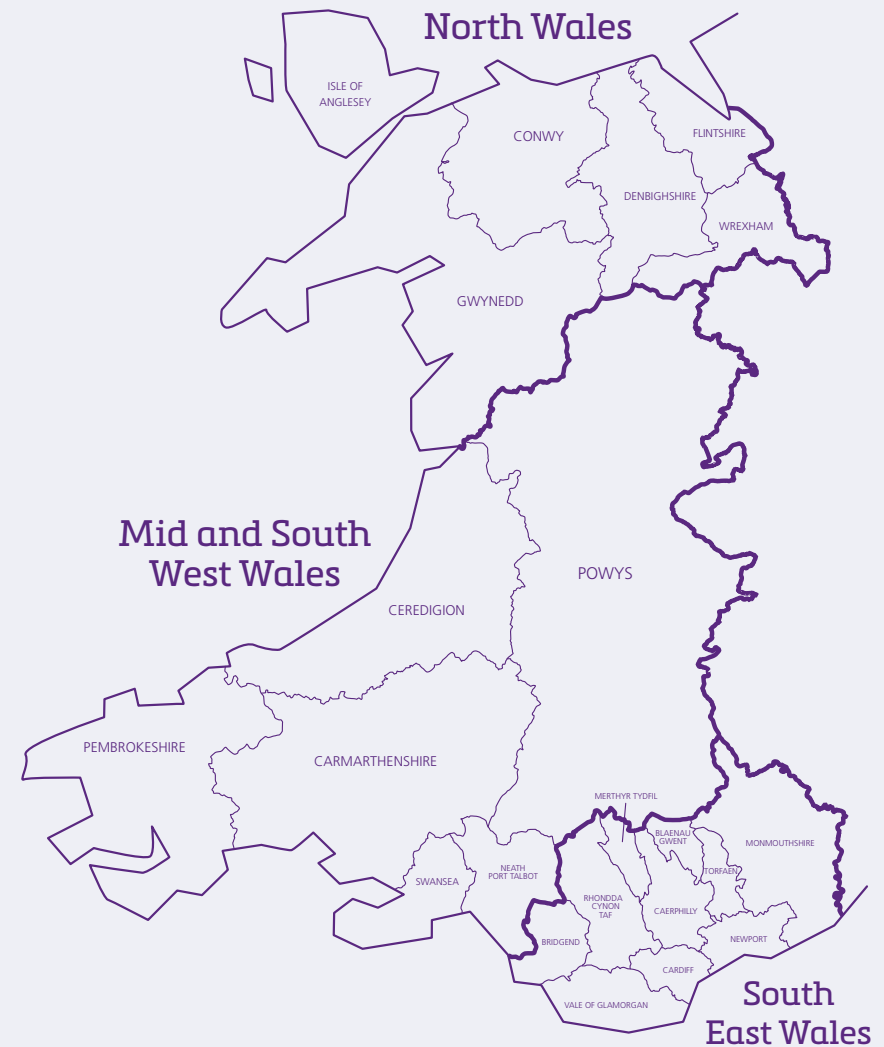 North Wales
ISLE OF
ANGLESEY
CONWY
FLINTSHIRE
DENBIGHSHIRE
WREXHAM
GWYNEDD
Mid and South
West Wales
POWYS
CEREDIGION
PEMBROKESHIRE
CARMARTHENSHIRE
MERTHYR TYDFIL
BLAENAU
GWENT
MONMOUTHSHIRE
TORFAEN
SWANSEA
NEATH
PORT TALBOT
RHONDDA
CYNON
TAF
CAERPHILLY
BRIDGEND
NEWPORT
CARDIFF
VALE OF GLAMORGAN
South
East Wales